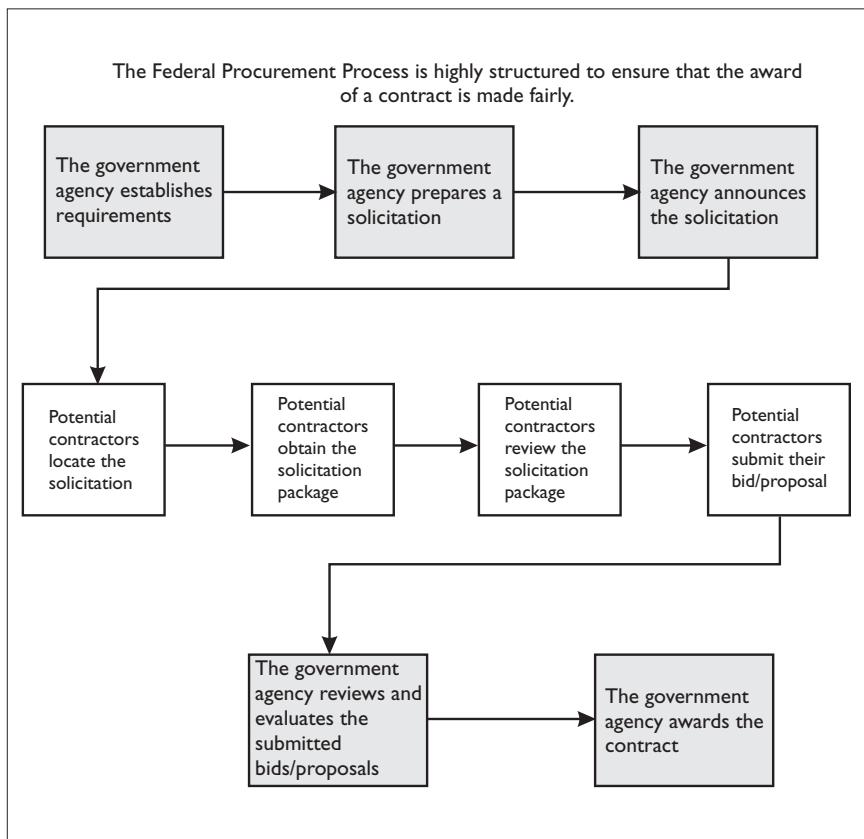 The Federal Procurement Process is highly structured to ensure that the award
of a contract is made fairly.
The government
agency establishes
requirements
The government
agency prepares a
solicitation
The government
agency announces
the solicitation
Potential
contractors
locate the
solicitation
Potential
contractors
obtain the
solicitation
package
Potential
contractors
review the
solicitation
package
Potential
contractors
submit their
bid/proposal
The government
agency reviews and
evaluates the
submitted
bids/proposals
The government
agency awards the
contract